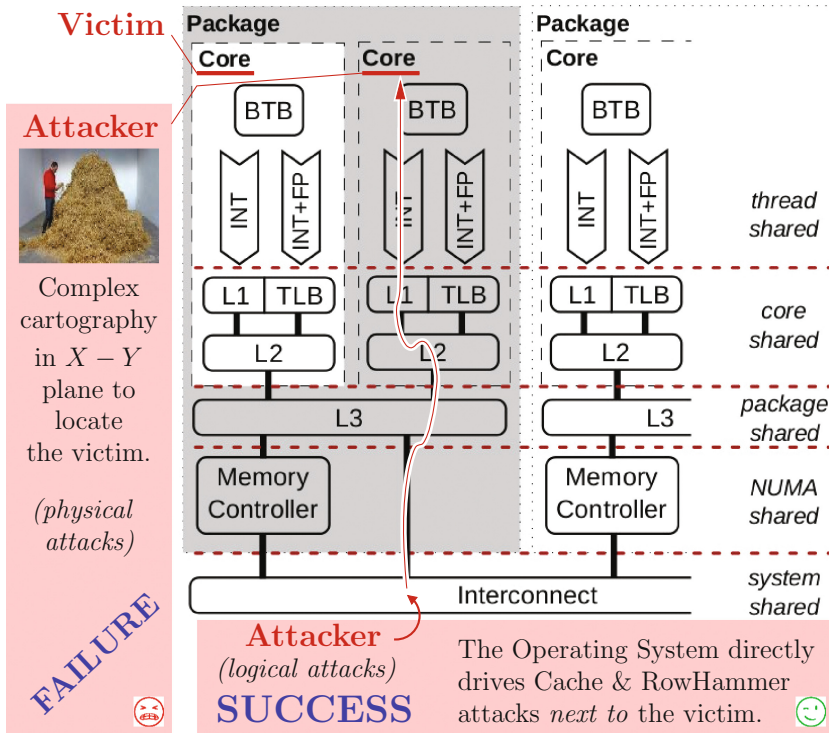 Victim
Package
Package
Core
Core
Core
Attacker
BTB
BTB
BTB
INT
INT+FP
INT
INT+FP
INT
INT+FP
thread
shared
L1
TLB
L1
TLB
L1
TLB
core
shared
L2
L2
L2
L3
L3
package
shared
Memory
Controller
Memory
Controller
NUMA
shared
Interconnect
system
shared
Complex
cartography
in X − Y
plane to
locate
the victim.
(physical
attacks)
FAILURE
Attacker
(logical attacks)
SUCCESS
The Operating System directly
drives Cache & RowHammer
attacks next to the victim.